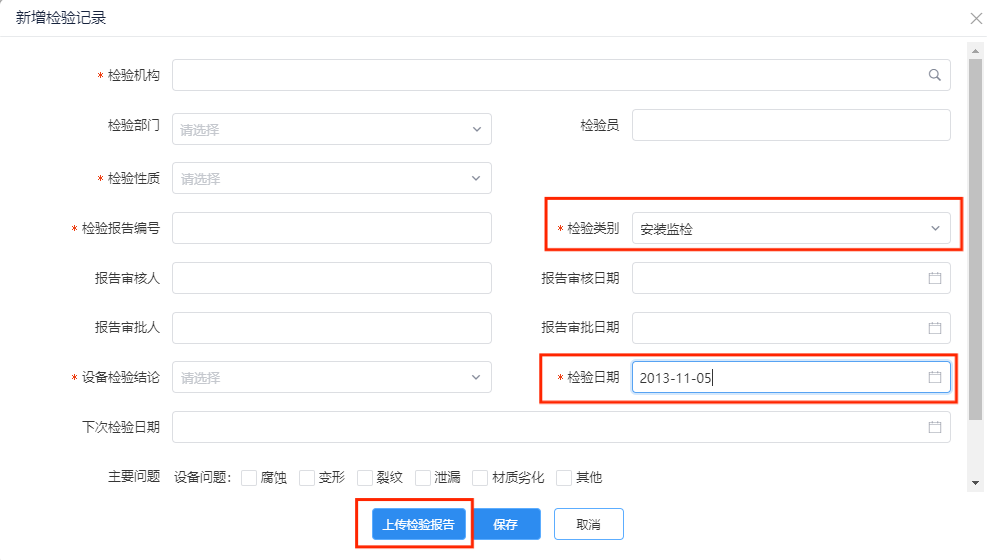 新增检验记录
* 检验机构
检验部门 请选择 检验员
* 检验性质 请选择
* 检验报告编号 * 检验类别 安装监检
报告审核人 报告审核日期
报告审批人 报告审批日期
* 设备检验结论 请选择 * 检验日期 2013-11-05
下次检验日期
主要问题 设备问题： 腐蚀 变形 裂纹 泄漏 材质劣化 其他
上传检验报告 保存 取消